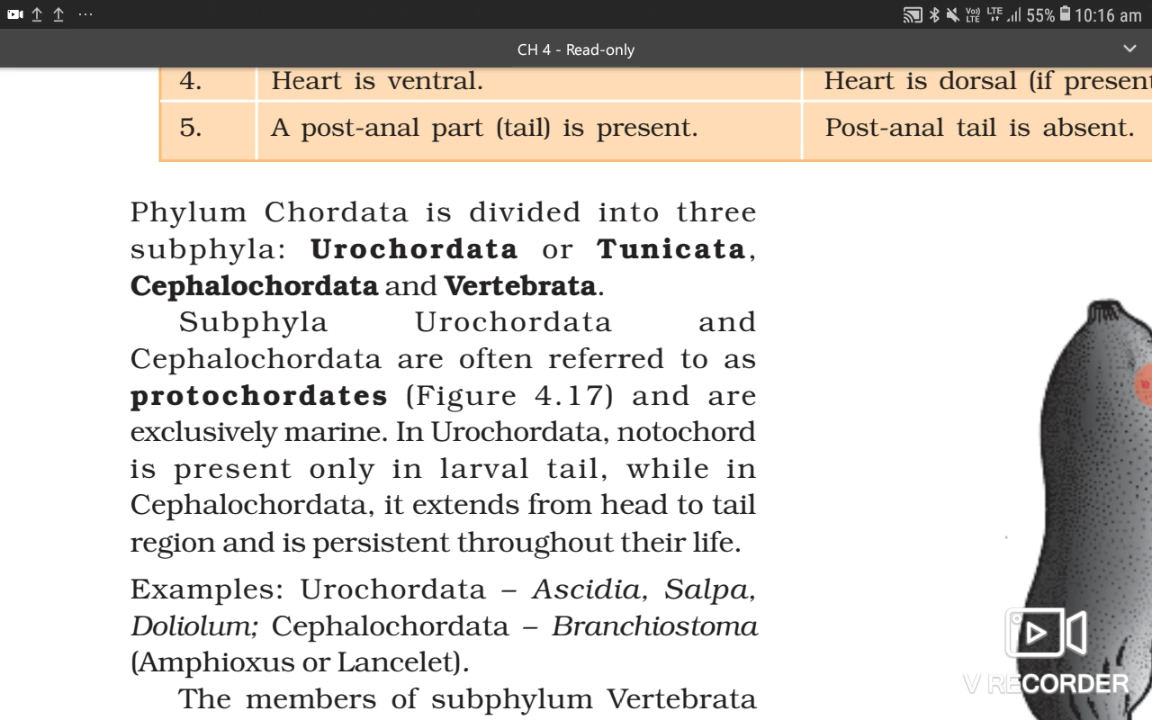 10:16 am
55%
VoI) LTE LTE
CH 4 - Read-only
4. Heart is ventral. Heart is dorsal (if present
5. A post-anal part (tail) is present. Post-anal tail is absent.
Phylum Chordata is divided into three
subphyla: Urochordata or Tunicata,
Cephalochordata and Vertebrata.
Subphyla Urochordata and
Cephalochordata are often referred to as
protochordates (Figure 4.17) and are
exclusively marine. In Urochordata, notochord
is present only in larval tail, while in
Cephalochordata, it extends from head to tail
region and is persistent throughout their life.
Examples: Urochordata – Ascidia, Salpa,
Doliolum; Cephalochordata – Branchiostoma
(Amphioxus or Lancelet).
The members of subphylum Vertebrata
V RECORDER